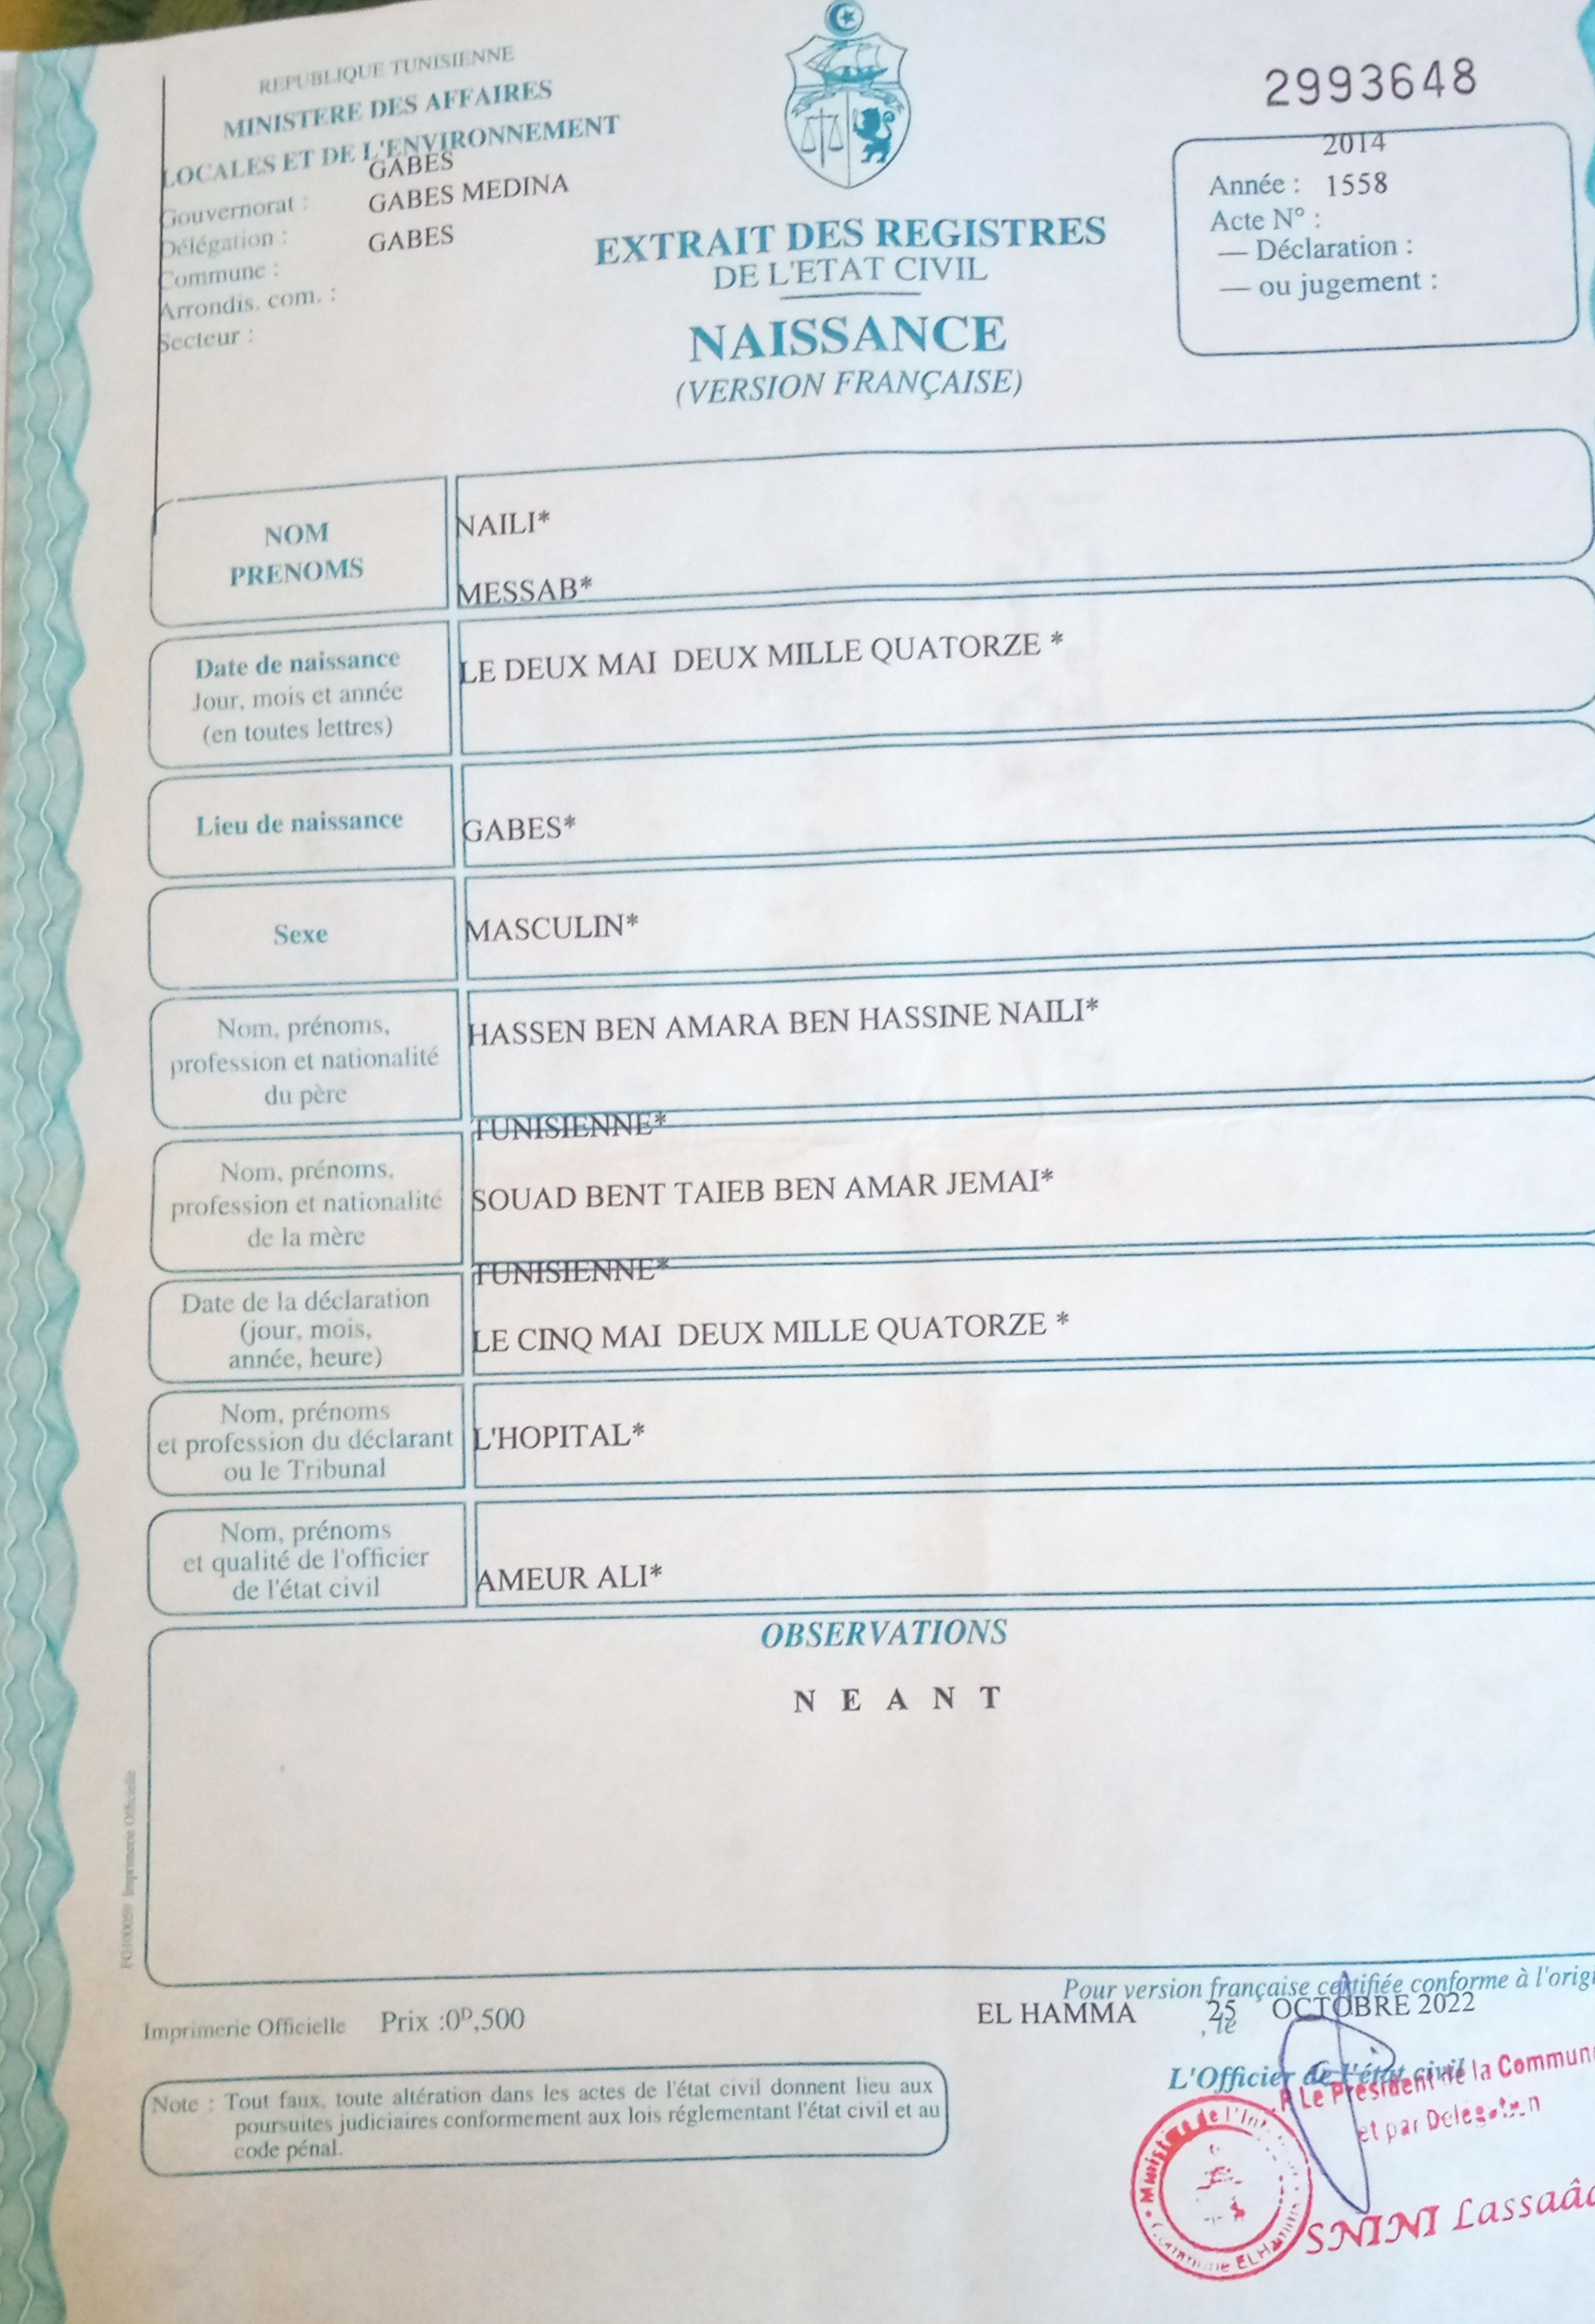 REPUBLIQUE TUNISIENNE
MINISTERE DES AFFAIRES
LOCALES ET DE L'ENVIRONNEMENT
Gouvernorat : GABES
Délégation : GABES MEDINA
Commune : GABES
Arrondis. com. :
Secteur :
EXTRAIT DES REGISTRES
DE L'ETAT CIVIL
NAISSANCE
(VERSION FRANÇAISE)
2993648
Année : 2014
Acte N° : 1558
— Déclaration :
— ou jugement :
NOM
PRENOMS
NAILI*
MESSAB*
Date de naissance
Jour, mois et année
(en toutes lettres)
LE DEUX MAI DEUX MILLE QUATORZE *
Lieu de naissance
GABES*
Sexe
MASCULIN*
Nom, prénoms,
profession et nationalité
du père
HASSEN BEN AMARA BEN HASSINE NAILI*
TUNISIENNE*
Nom, prénoms,
profession et nationalité
de la mère
SOUAD BENT TAIEB BEN AMAR JEMAI*
TUNISIENNE*
Date de la déclaration
(jour, mois,
année, heure)
LE CINQ MAI DEUX MILLE QUATORZE *
Nom, prénoms
et profession du déclarant
ou le Tribunal
L'HOPITAL*
Nom, prénoms
et qualité de l'officier
de l'état civil
AMEUR ALI*
OBSERVATIONS
N E A N T
Imprimerie Officielle
Pour version française certifiée conforme à l'origi
EL HAMMA , le 25 OCTOBRE 2022
Imprimerie Officielle Prix :0D,500
L'Officier de l'état civil
P Le Président de la Commun
et par Delegation
SNINI Lassaâd
Note : Tout faux, toute altération dans les actes de l'état civil donnent lieu aux
poursuites judiciaires conformement aux lois réglementant l'état civil et au
code pénal.
Ministère de l'Int
Commune ELHamma